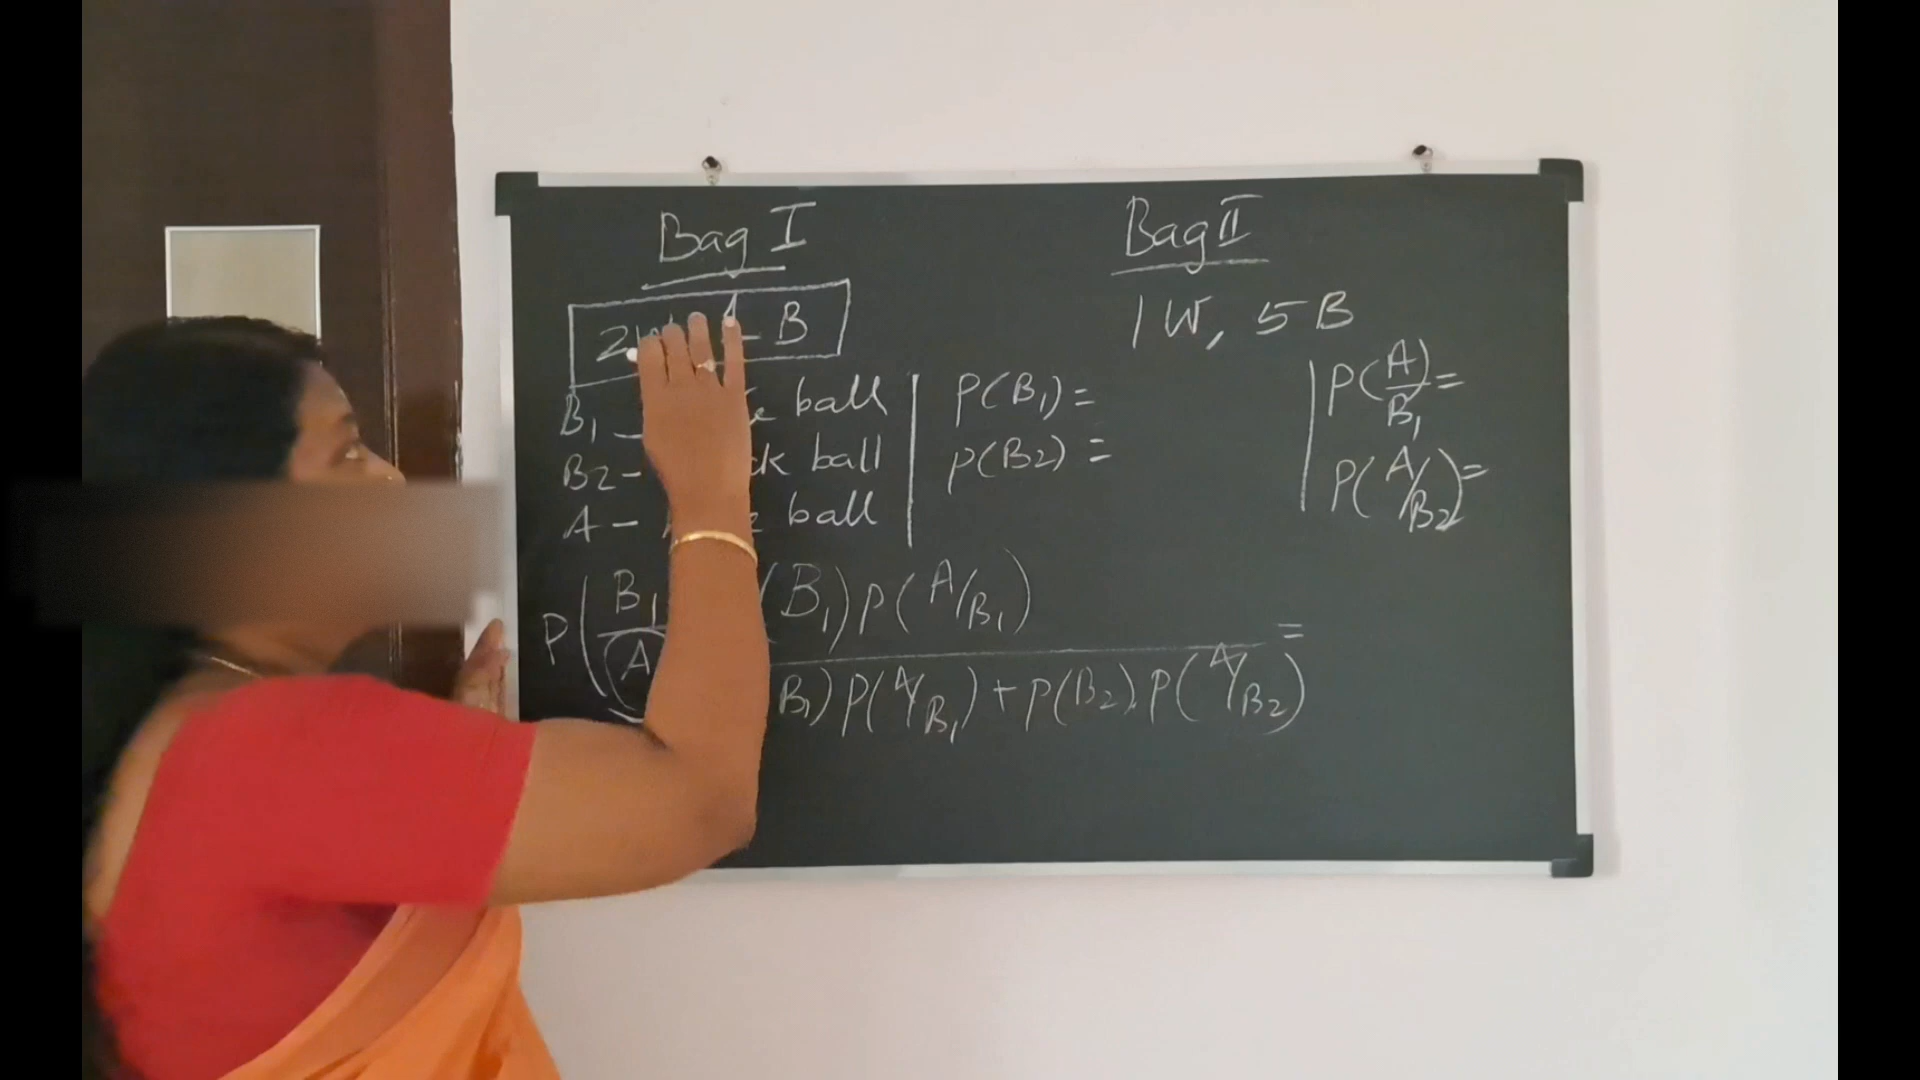 Bag I
Bag II
2 B
1W, 5B
B1 – ball
B2 – ball
A – ball
P(B1) =
P(B2) =
P(A/B1) =
P(A/B2) =
P(B1/A (B1) P(A/B1)
=
B1) P(A/B1) + P(B2). P(A/B2)